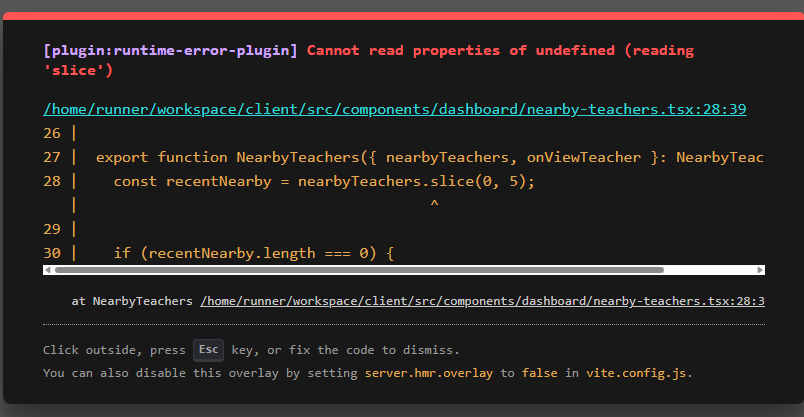 [plugin:runtime-error-plugin] Cannot read properties of undefined (reading
'slice')
/home/runner/workspace/client/src/components/dashboard/nearby-teachers.tsx:28:39
26 |
27 |  export function NearbyTeachers({ nearbyTeachers, onViewTeacher }: NearbyTeac
28 |    const recentNearby = nearbyTeachers.slice(0, 5);
   |                                       ^
29 |
30 |    if (recentNearby.length === 0) {
at NearbyTeachers /home/runner/workspace/client/src/components/dashboard/nearby-teachers.tsx:28:3
Click outside, press Esc key, or fix the code to dismiss.
You can also disable this overlay by setting server.hmr.overlay to false in vite.config.js.